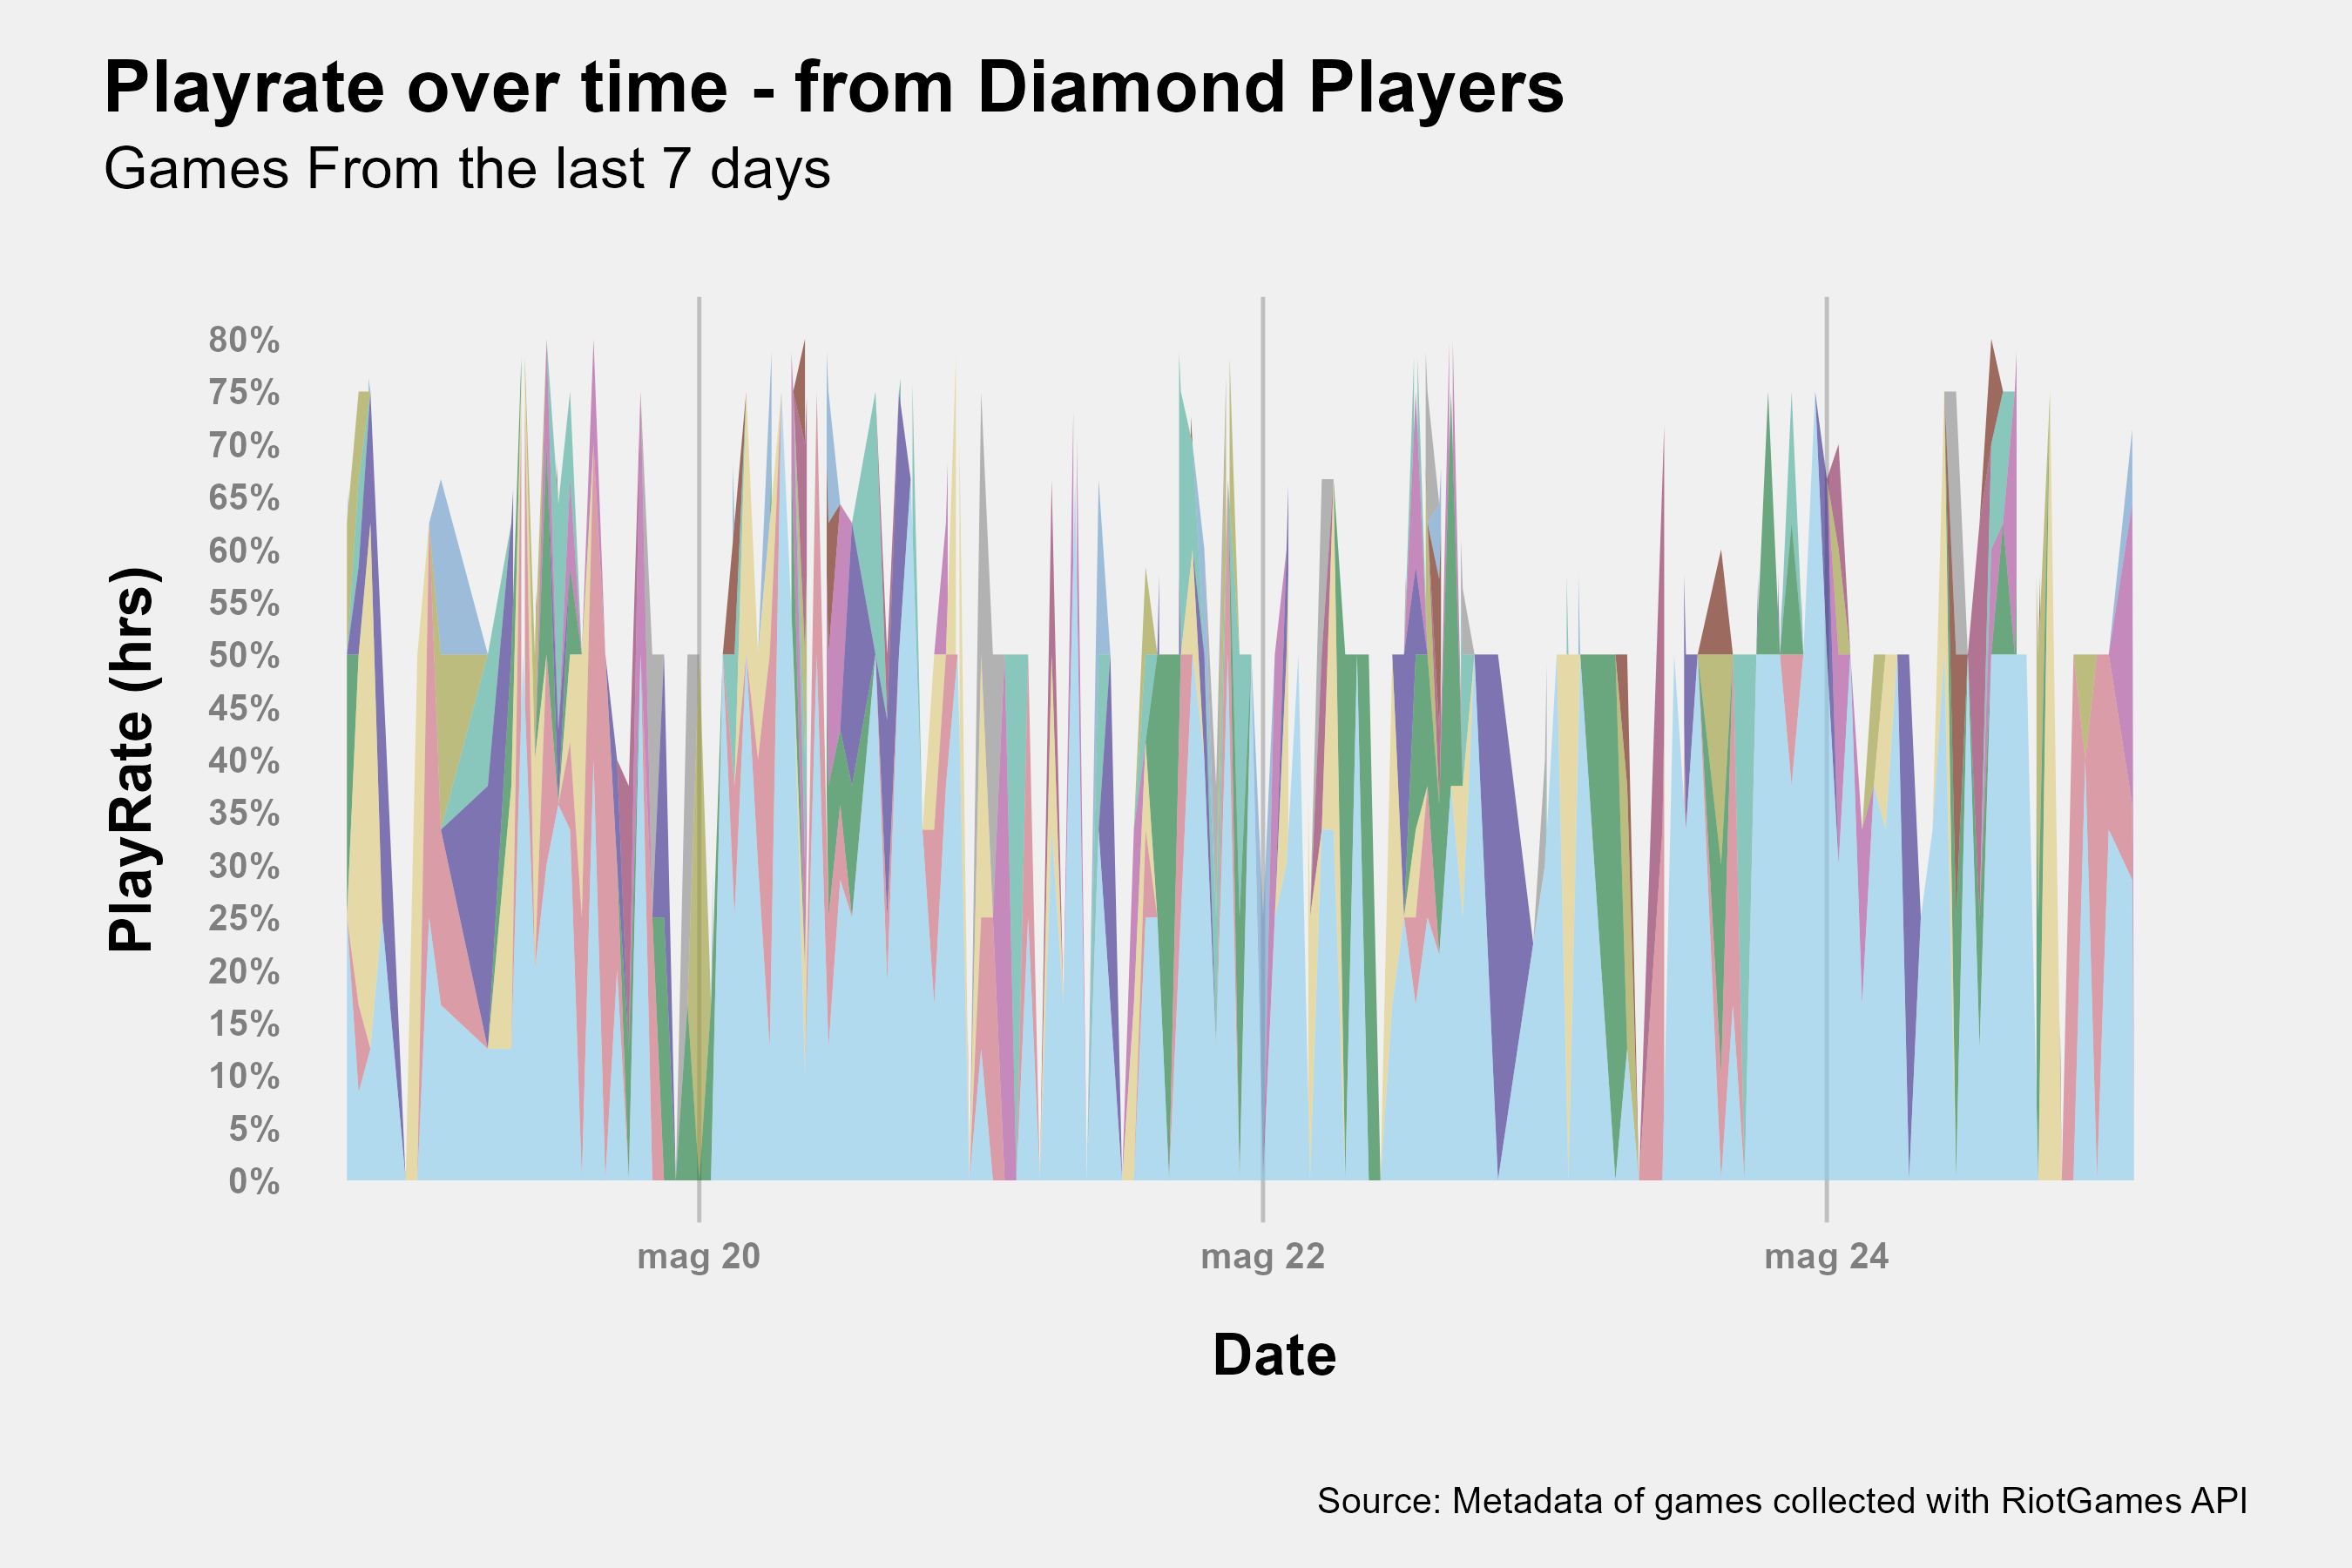 Playrate over time - from Diamond Players
Games From the last 7 days
PlayRate (hrs)
80%
75%
70%
65%
60%
55%
50%
45%
40%
35%
30%
25%
20%
15%
10%
5%
0%
mag 20
mag 22
mag 24
Date
Source: Metadata of games collected with RiotGames API